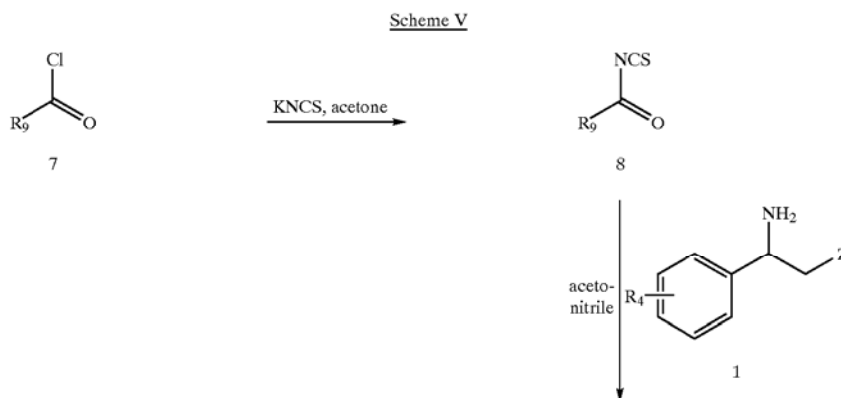 Scheme V
Cl
R₉
O
7
KNCS, acetone
NCS
R₉
O
8
aceto-
nitrile
NH₂
R₄
1